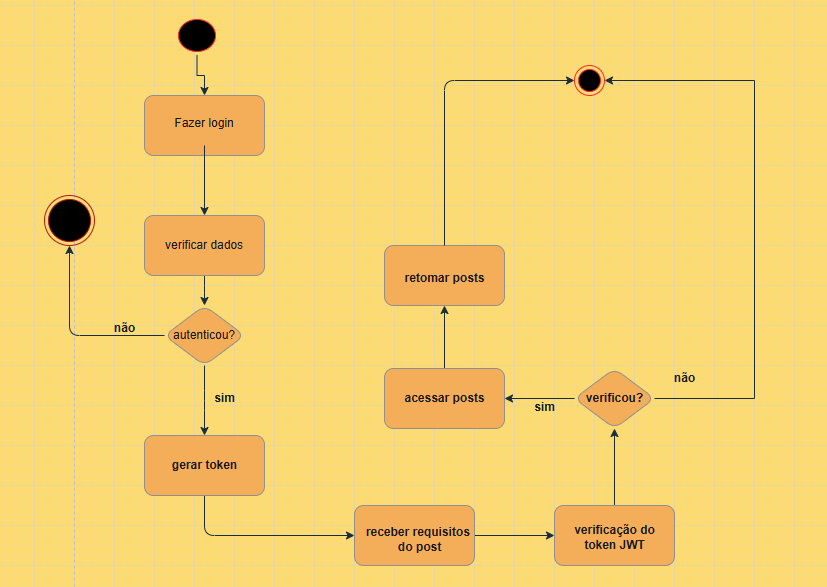 Fazer login
verificar dados
autenticou?
não
sim
gerar token
receber requisitos
do post
verificação do
token JWT
verificou?
não
sim
acessar posts
retomar posts